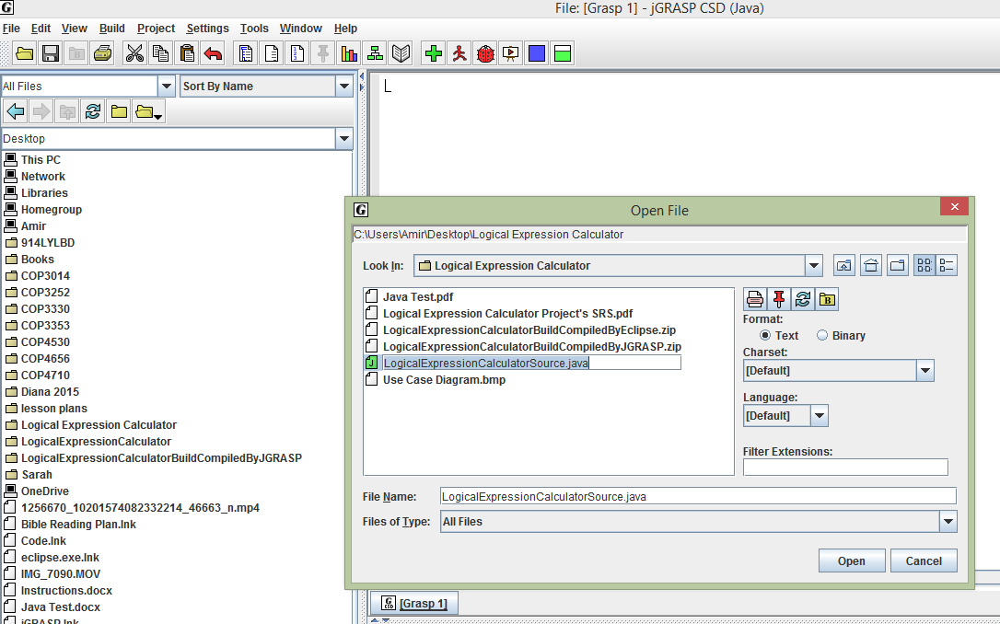 G
File: [Grasp 1] - jGRASP CSD (Java)
File Edit View Build Project Settings Tools Window Help
All Files
Sort By Name
Desktop
This PC
Network
Libraries
Homegroup
Amir
914LYLBD
Books
COP3014
COP3252
COP3330
COP3353
COP4530
COP4656
COP4710
Diana 2015
lesson plans
Logical Expression Calculator
LogicalExpressionCalculator
LogicalExpressionCalculatorBuildCompiledByJGRASP
Sarah
OneDrive
1256670_10201574082332214_46663_n.mp4
Bible Reading Plan.lnk
Code.lnk
eclipse.exe.lnk
IMG_7090.MOV
Instructions.docx
Java Test.docx
jGRASP.lnk
G
Open File
C:\Users\Amir\Desktop\Logical Expression Calculator
Look In:
Logical Expression Calculator
Java Test.pdf
Logical Expression Calculator Project's SRS.pdf
LogicalExpressionCalculatorBuildCompiledByEclipse.zip
LogicalExpressionCalculatorBuildCompiledByJGRASP.zip
J
LogicalExpressionCalculatorSource.java
Use Case Diagram.bmp
B
Format:
Text
Binary
Charset:
[Default]
Language:
[Default]
Filter Extensions:
File Name:
LogicalExpressionCalculatorSource.java
Files of Type:
All Files
Open
Cancel
G
CSD
[Grasp 1]